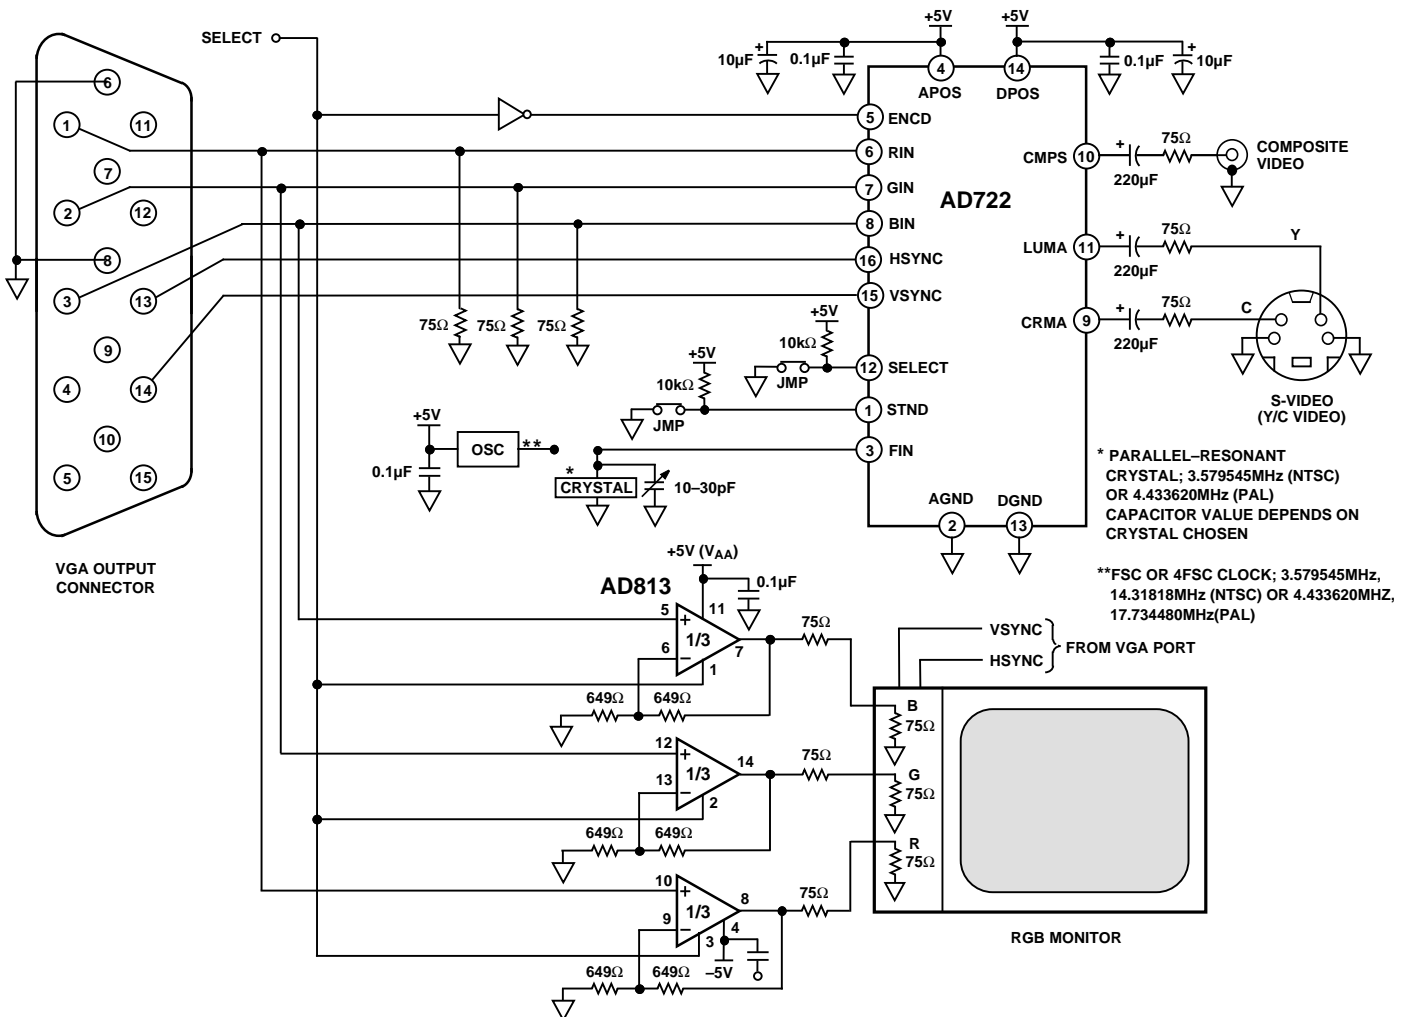 SELECT
6
1
11
7
2
12
8
3
13
9
4
14
10
5
15
VGA OUTPUT
CONNECTOR
+5V
+5V
10µF
+
0.1µF
0.1µF
+
10µF
4
APOS
14
DPOS
5 ENCD
6 RIN
7 GIN
8 BIN
16 HSYNC
15 VSYNC
12 SELECT
1 STND
3 FIN
AD722
CMPS 10
LUMA 11
CRMA 9
AGND
2
DGND
13
+
220µF
75Ω
COMPOSITE
VIDEO
+
220µF
75Ω
Y
+
220µF
75Ω
C
S-VIDEO
(Y/C VIDEO)
75Ω
75Ω
75Ω
+5V
10kΩ
JMP
+5V
10kΩ
JMP
+5V
0.1µF
OSC
**
*
CRYSTAL
10–30pF
* PARALLEL–RESONANT
CRYSTAL; 3.579545MHz (NTSC)
OR 4.433620MHz (PAL)
CAPACITOR VALUE DEPENDS ON
CRYSTAL CHOSEN
**FSC OR 4FSC CLOCK; 3.579545MHz,
14.31818MHz (NTSC) OR 4.433620MHZ,
17.734480MHz(PAL)
AD813
+5V (VAA)
0.1µF
5
+
11
1/3
6
–
7
1
75Ω
649Ω
649Ω
12
+
14
1/3
13
–
2
75Ω
649Ω
649Ω
10
+
8
1/3
9
–
4
3
75Ω
–5V
649Ω
649Ω
VSYNC
HSYNC
FROM VGA PORT
B
75Ω
G
75Ω
R
75Ω
RGB MONITOR